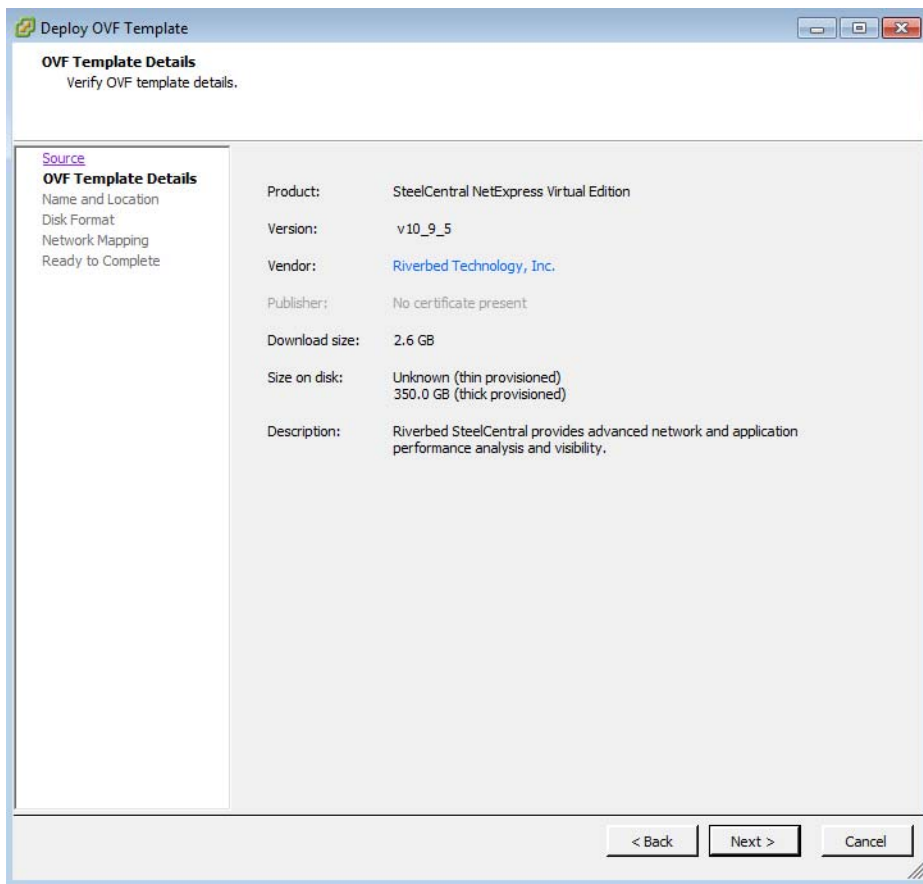 Deploy OVF Template
OVF Template Details
Verify OVF template details.
Source
OVF Template Details
Name and Location
Disk Format
Network Mapping
Ready to Complete
Product: SteelCentral NetExpress Virtual Edition
Version: v10_9_5
Vendor: Riverbed Technology, Inc.
Publisher: No certificate present
Download size: 2.6 GB
Size on disk: Unknown (thin provisioned)
350.0 GB (thick provisioned)
Description: Riverbed SteelCentral provides advanced network and application
performance analysis and visibility.
< Back Next > Cancel